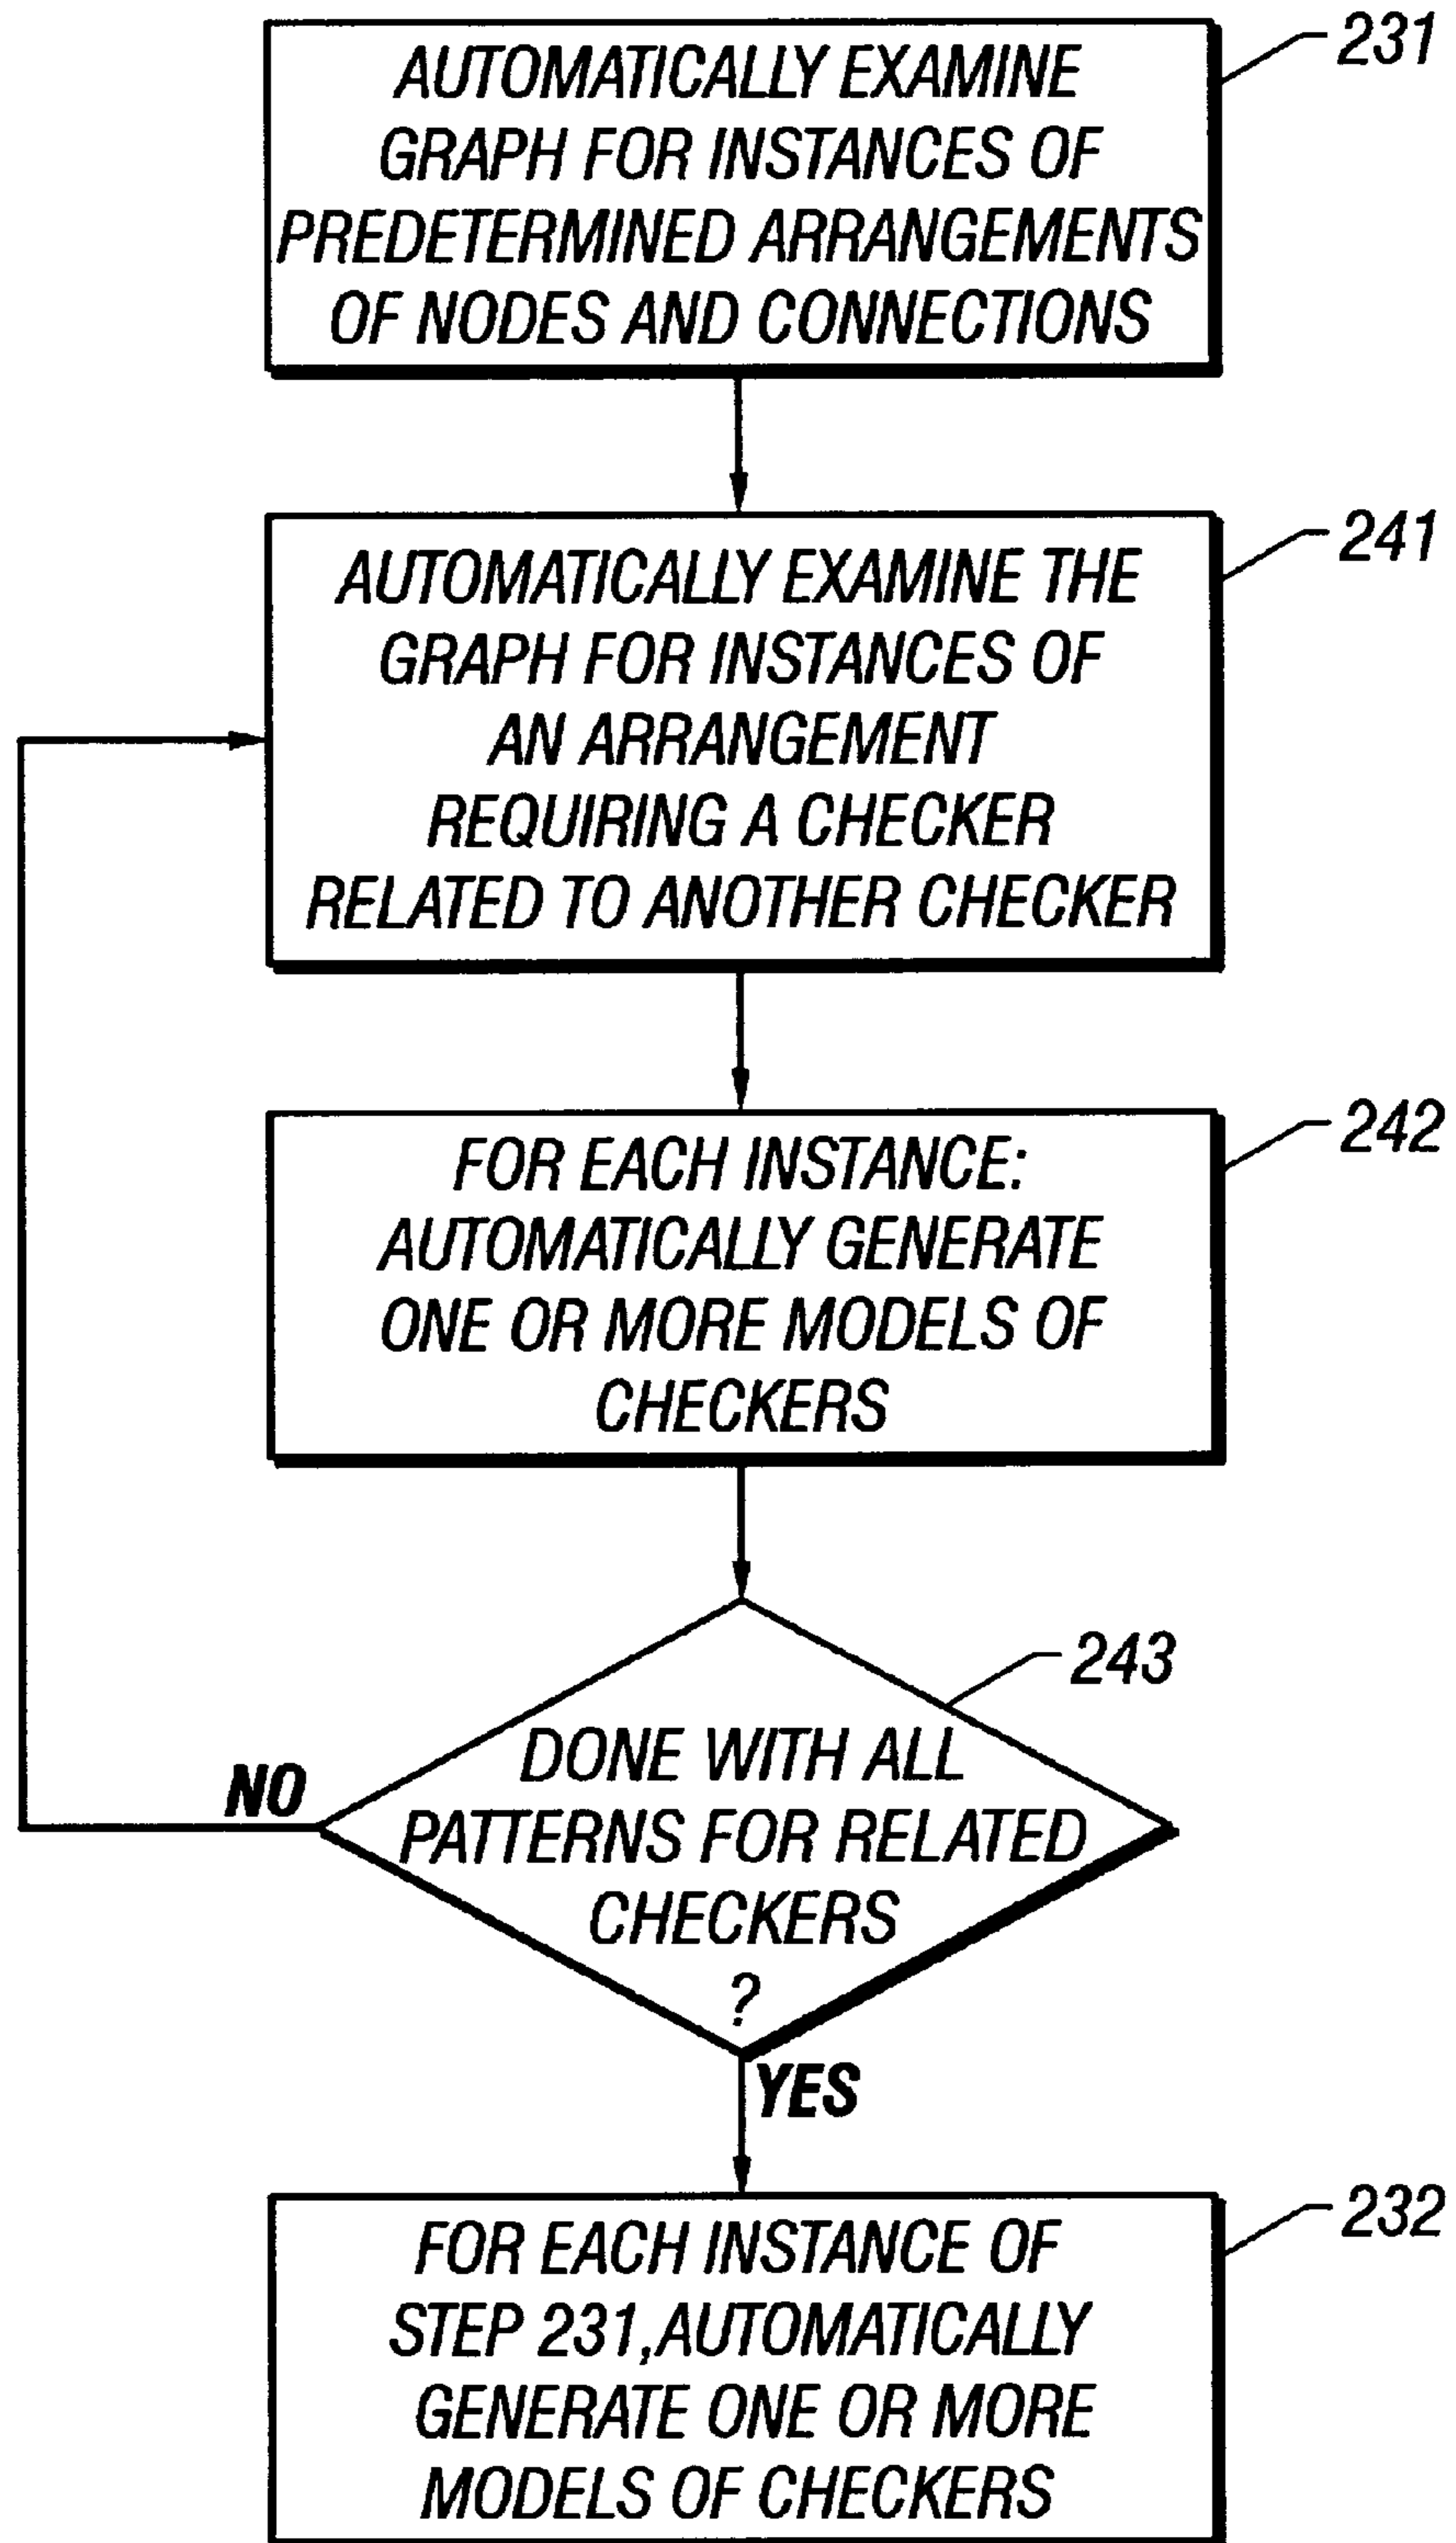 AUTOMATICALLY EXAMINE
GRAPH FOR INSTANCES OF
PREDETERMINED ARRANGEMENTS
OF NODES AND CONNECTIONS
231
AUTOMATICALLY EXAMINE THE
GRAPH FOR INSTANCES OF
AN ARRANGEMENT
REQUIRING A CHECKER
RELATED TO ANOTHER CHECKER
241
FOR EACH INSTANCE:
AUTOMATICALLY GENERATE
ONE OR MORE MODELS OF
CHECKERS
242
DONE WITH ALL
PATTERNS FOR RELATED
CHECKERS
?
243
NO
YES
FOR EACH INSTANCE OF
STEP 231, AUTOMATICALLY
GENERATE ONE OR MORE
MODELS OF CHECKERS
232